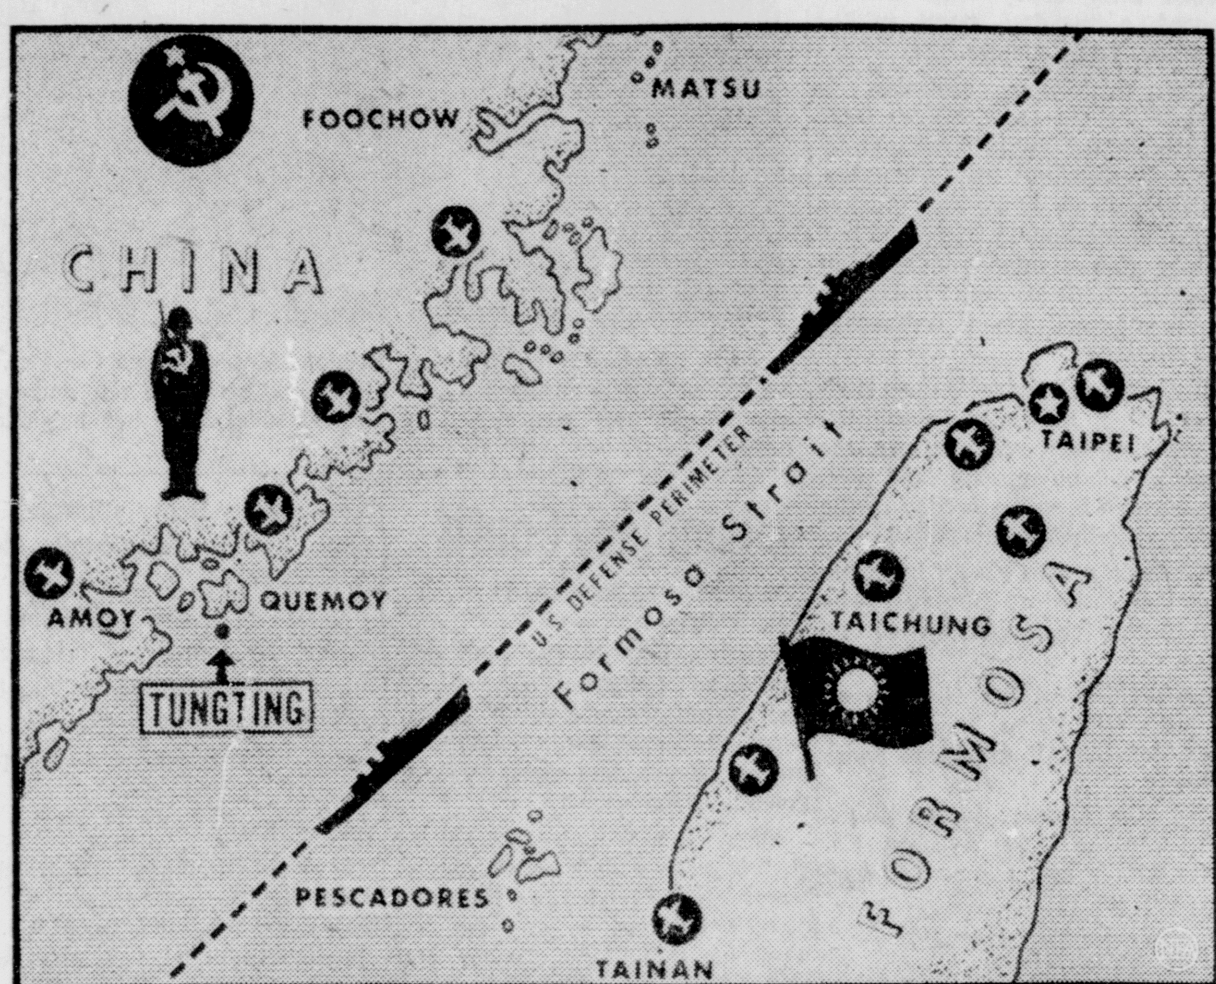 MATSU
FOOCHOW
CHINA
U S DEFENSE PERIMETER
Formosa Strait
TAIPEI
QUEMOY
AMOY
TAICHUNG
TUNGTING
FORMOSA
PESCADORES
TAINAN